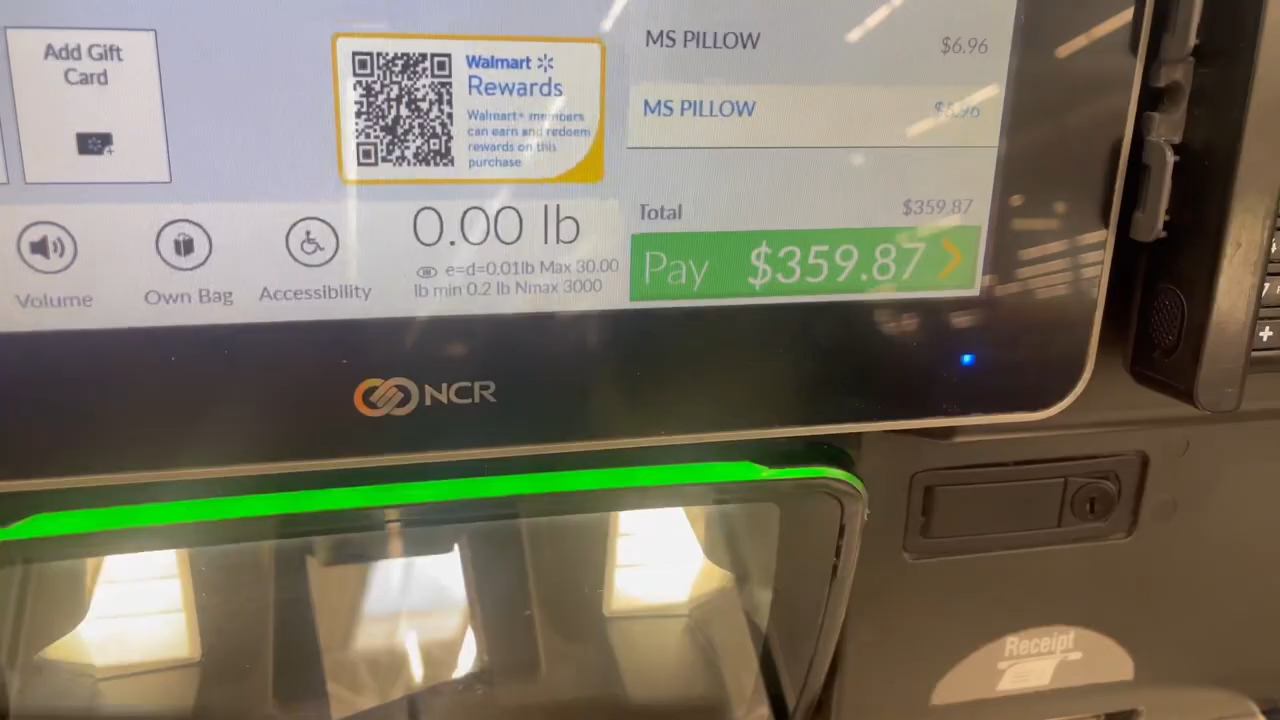 Add Gift
Card
Walmart
Rewards
Walmart+ members
can earn and redeem
rewards on this
purchase
MS PILLOW
$6.96
MS PILLOW
$6.96
Total
$359.87
Pay
$359.87
Volume
Own Bag
Accessibility
0.00 lb
e=d=0.01lb Max 30.00
lb min 0.2 lb Nmax 3000
NCR
Receipt
+